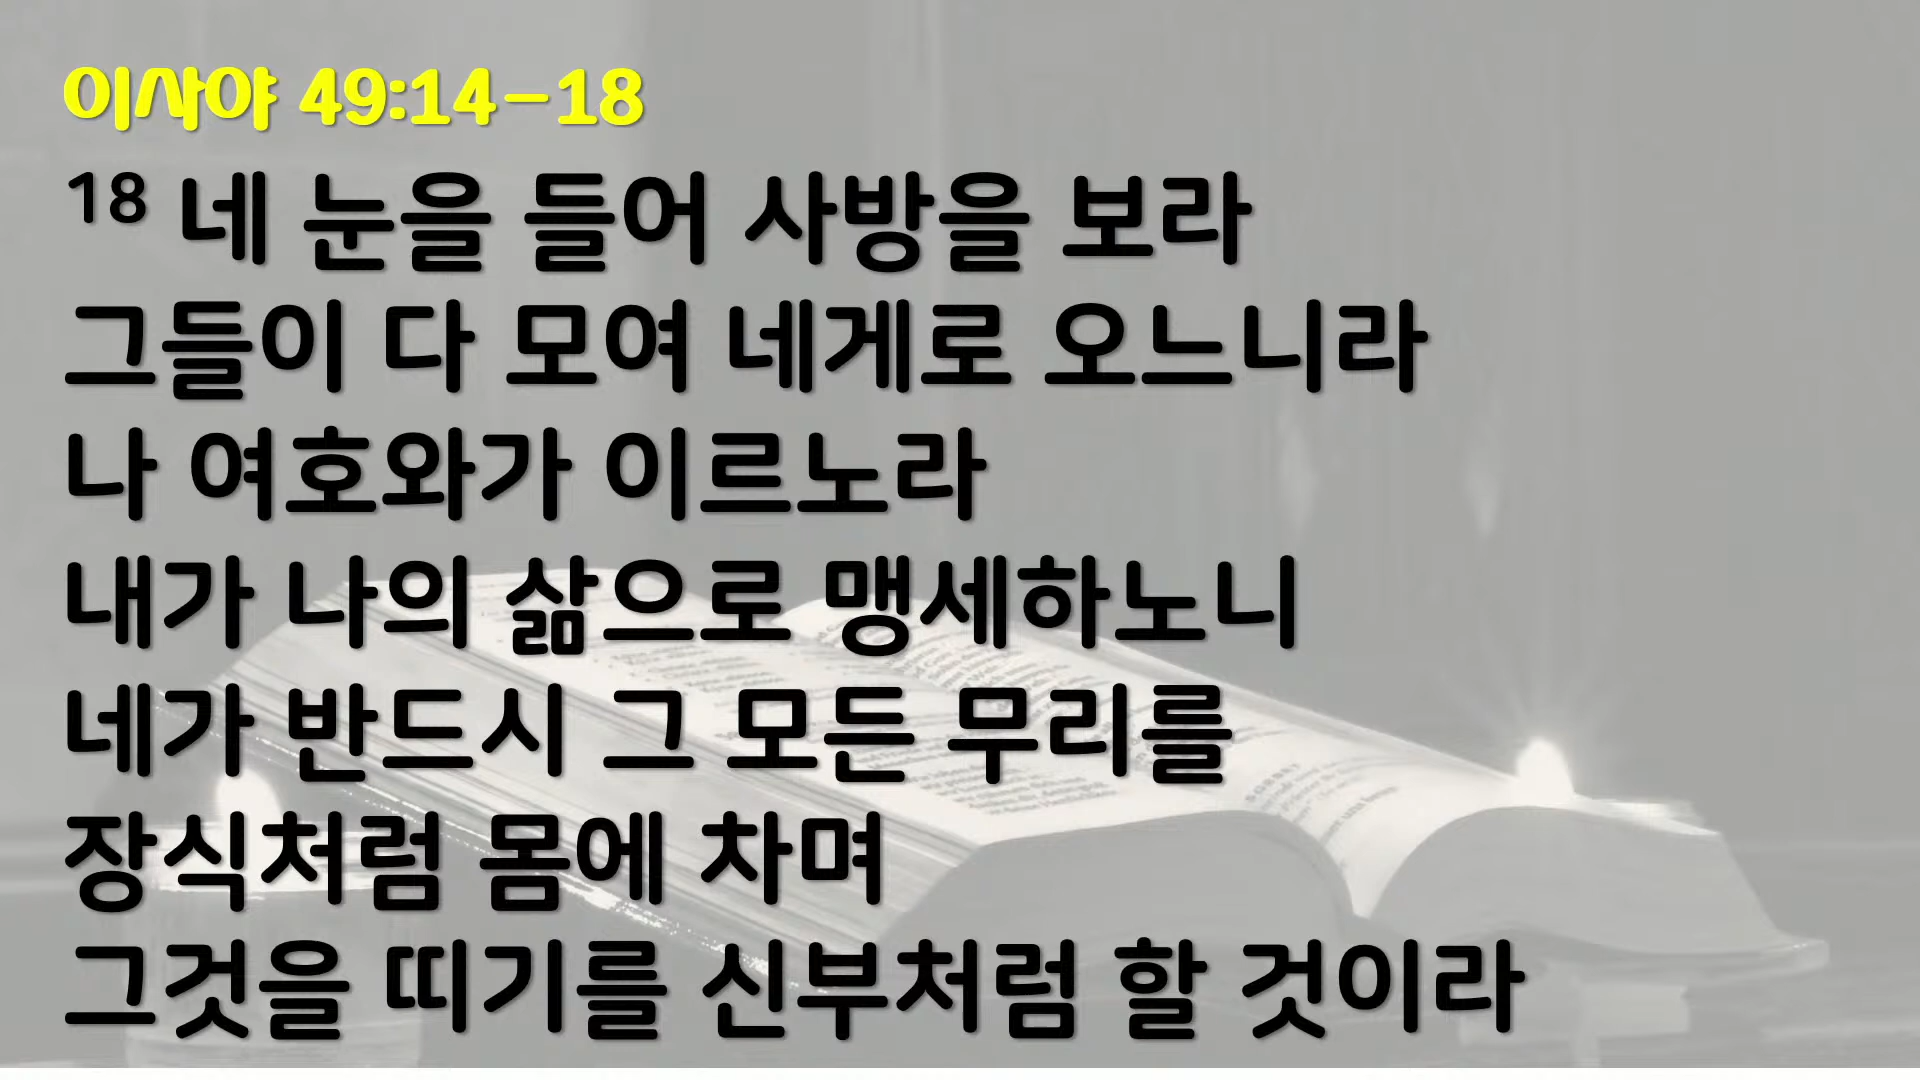 이사야 49:14-18
18 네 눈을 들어 사방을 보라
그들이 다 모여 네게로 오느니라
나 여호와가 이르노라
내가 나의 삶으로 맹세하노니
네가 반드시 그 모든 무리를
장식처럼 몸에 차며
그것을 띠기를 신부처럼 할 것이라